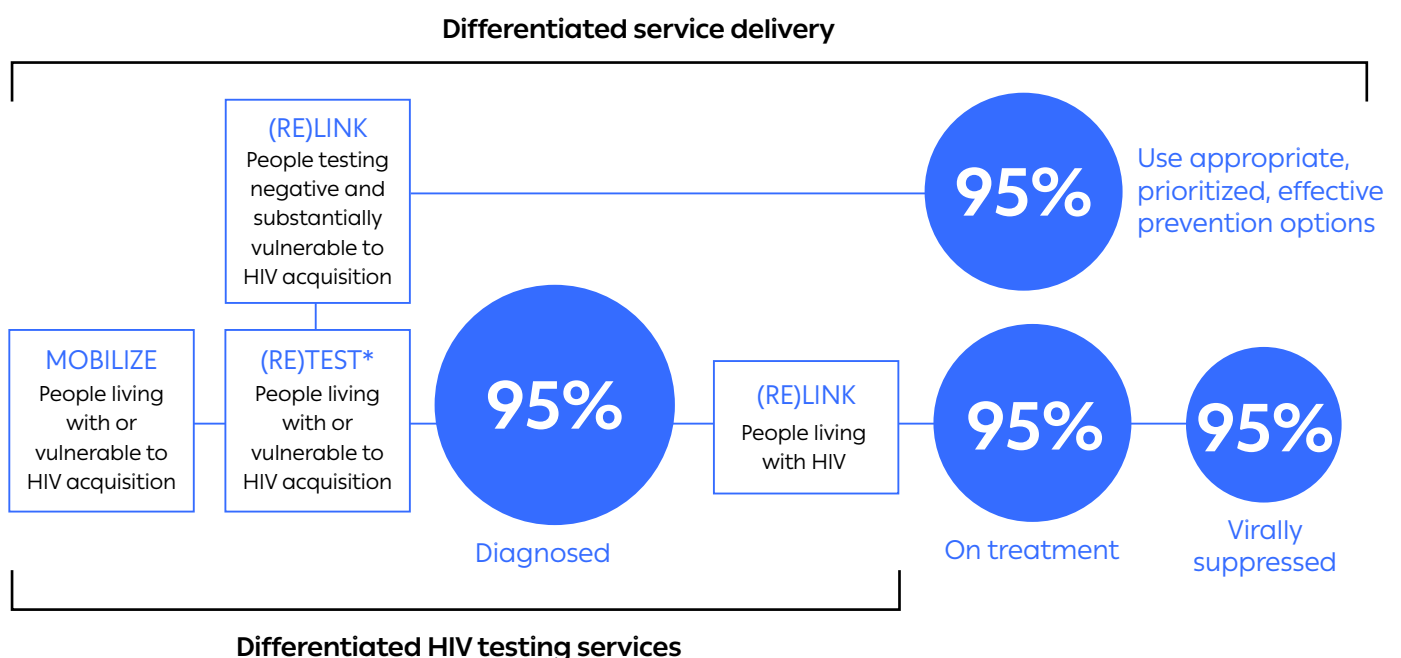 Differentiated service delivery
(RE)LINK
People testing
negative and
substantially
vulnerable to
HIV acquisition
95%
Use appropriate,
prioritized, effective
prevention options
MOBILIZE
People living
with or
vulnerable to
HIV acquisition
(RE)TEST*
People living
with or
vulnerable to
HIV acquisition
95%
Diagnosed
(RE)LINK
People living
with HIV
95%
On treatment
95%
Virally
suppressed
Differentiated HIV testing services